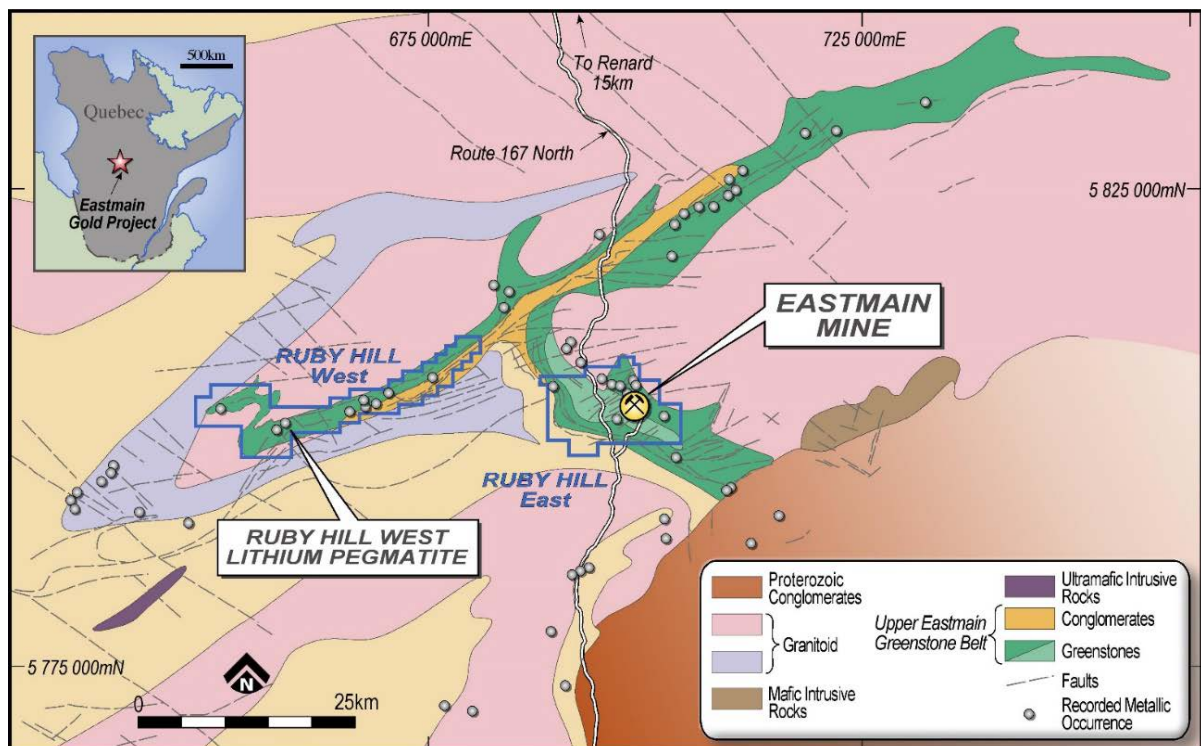 500km
Quebec
Eastmain
Gold Project
675 000mE
725 000mE
To Renard
15km
Route 167 North
5 825 000mN
EASTMAIN
MINE
RUBY HILL
West
RUBY HILL
East
RUBY HILL WEST
LITHIUM PEGMATITE
5 775 000mN
N
0
25km
Proterozoic
Conglomerates
Granitoid
Mafic Intrusive
Rocks
Ultramafic Intrusive
Rocks
Upper Eastmain
Greenstone Belt
Conglomerates
Greenstones
Faults
Recorded Metallic
Occurrence